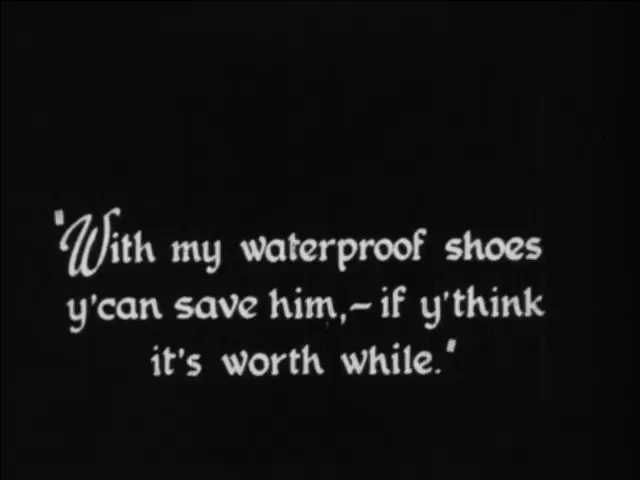 "With my waterproof shoes
y'can save him,- if y'think
it's worth while."